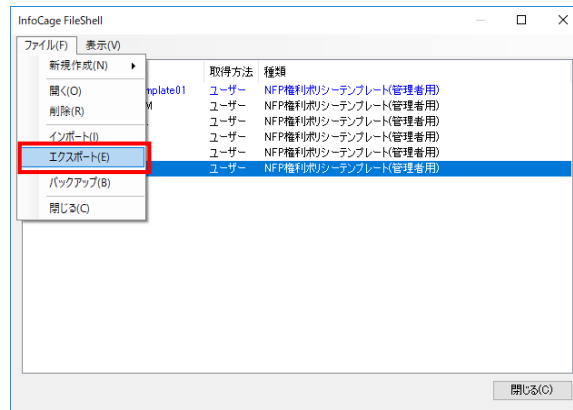 InfoCage FileShell
ファイル(F) 表示(V)
新規作成(N)
開く(O)
削除(R)
インポート(I)
エクスポート(E)
バックアップ(B)
閉じる(C)
取得方法 種類
mplate01 ユーザー NFP権利ポリシーテンプレート(管理者用)
M ユーザー NFP権利ポリシーテンプレート(管理者用)
ユーザー NFP権利ポリシーテンプレート(管理者用)
ユーザー NFP権利ポリシーテンプレート(管理者用)
ユーザー NFP権利ポリシーテンプレート(管理者用)
ユーザー NFP権利ポリシーテンプレート(管理者用)
閉じる(C)